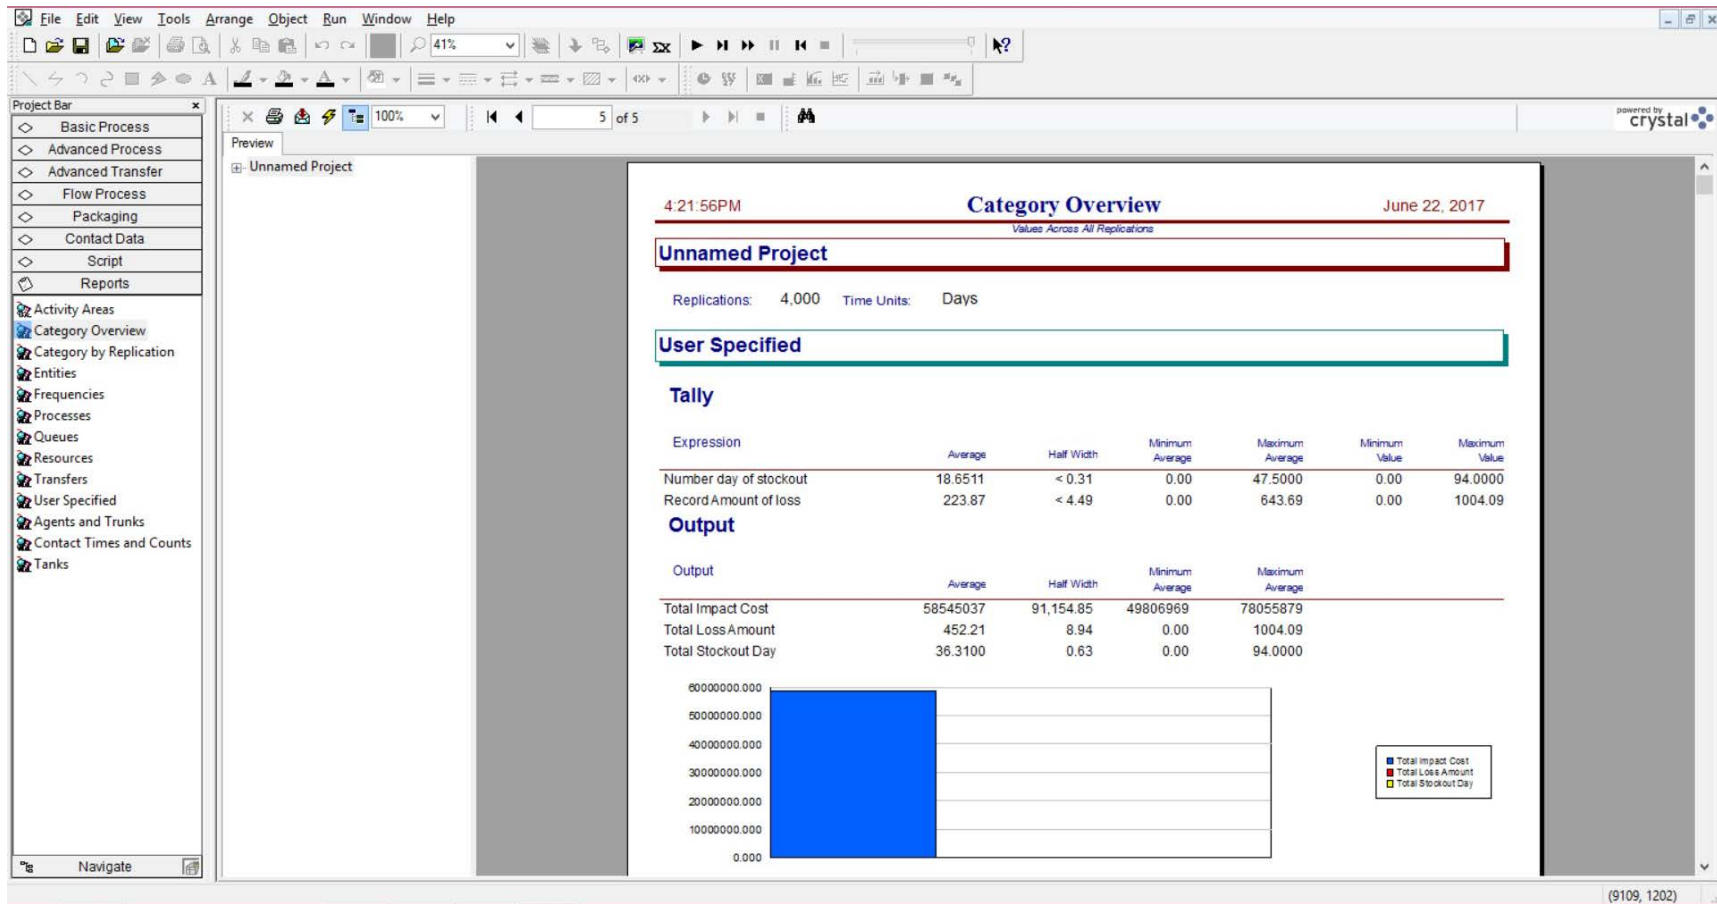 File Edit View Tools Arrange Object Run Window Help
41%
Project Bar
Basic Process
Advanced Process
Advanced Transfer
Flow Process
Packaging
Contact Data
Script
Reports
Activity Areas
Category Overview
Category by Replication
Entities
Frequencies
Processes
Queues
Resources
Transfers
User Specified
Agents and Trunks
Contact Times and Counts
Tanks
Navigate
100% 5 of 5
powered by
crystal
Preview
Unnamed Project
4:21:56PM Category Overview June 22, 2017
Values Across All Replications
Unnamed Project
Replications: 4,000 Time Units: Days
User Specified
Tally
Expression Average Half Width Minimum Average Maximum Average Minimum Value Maximum Value
Number day of stockout 18.6511 < 0.31 0.00 47.5000 0.00 94.0000
Record Amount of loss 223.87 < 4.49 0.00 643.69 0.00 1004.09
Output
Output Average Half Width Minimum Average Maximum Average
Total Impact Cost 58545037 91,154.85 49806969 78055879
Total Loss Amount 452.21 8.94 0.00 1004.09
Total Stockout Day 36.3100 0.63 0.00 94.0000
60000000.000
50000000.000
40000000.000
30000000.000
20000000.000
10000000.000
0.000
Total Impact Cost
Total Loss Amount
Total Stockout Day
(9109, 1202)